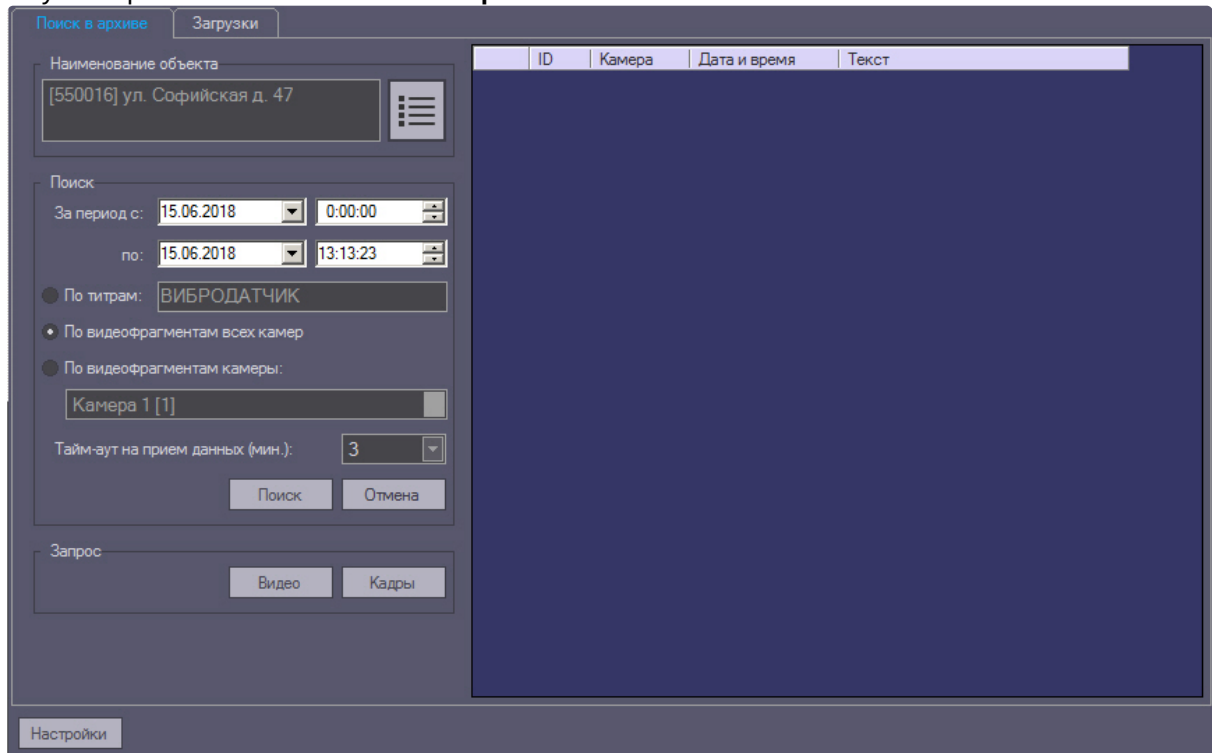 Поиск в архиве
Загрузки
Наименование объекта
[550016] ул. Софийская д. 47
ID Камера Дата и время Текст
Поиск
За период с: 15.06.2018 0:00:00
по: 15.06.2018 13:13:23
По титрам: ВИБРОДАТЧИК
По видеофрагментам всех камер
По видеофрагментам камеры:
Камера 1 [1]
Тайм-аут на прием данных (мин.): 3
Поиск Отмена
Запрос
Видео Кадры
Настройки